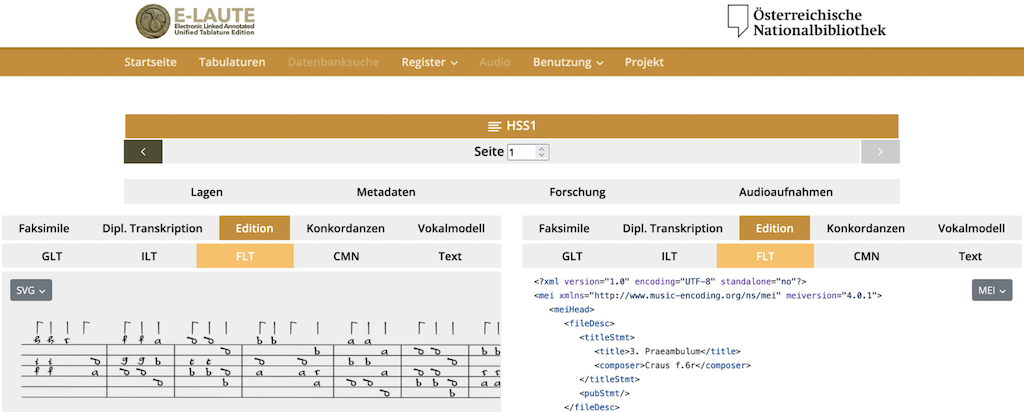 E-LAUTE
Electronic Linked Annotated
Unified Tablature Edition
Österreichische
Nationalbibliothek
Startseite Tabulaturen Datenbanksuche Register Audio Benutzung Projekt
HSS1
Seite 1
Lagen Metadaten Forschung Audioaufnahmen
Faksimile Dipl. Transkription Edition Konkordanzen Vokalmodell
GLT ILT FLT CMN Text
SVG
Faksimile Dipl. Transkription Edition Konkordanzen Vokalmodell
GLT ILT FLT CMN Text
MEI
<?xml version="1.0" encoding="UTF-8" standalone="no"?>
<mei xmlns="http://www.music-encoding.org/ns/mei" meiversion="4.0.1">
<meiHead>
<fileDesc>
<titleStmt>
<title>3. Praeambulum</title>
<composer>Craus f.6r</composer>
</titleStmt>
<pubStmt/>
</fileDesc>